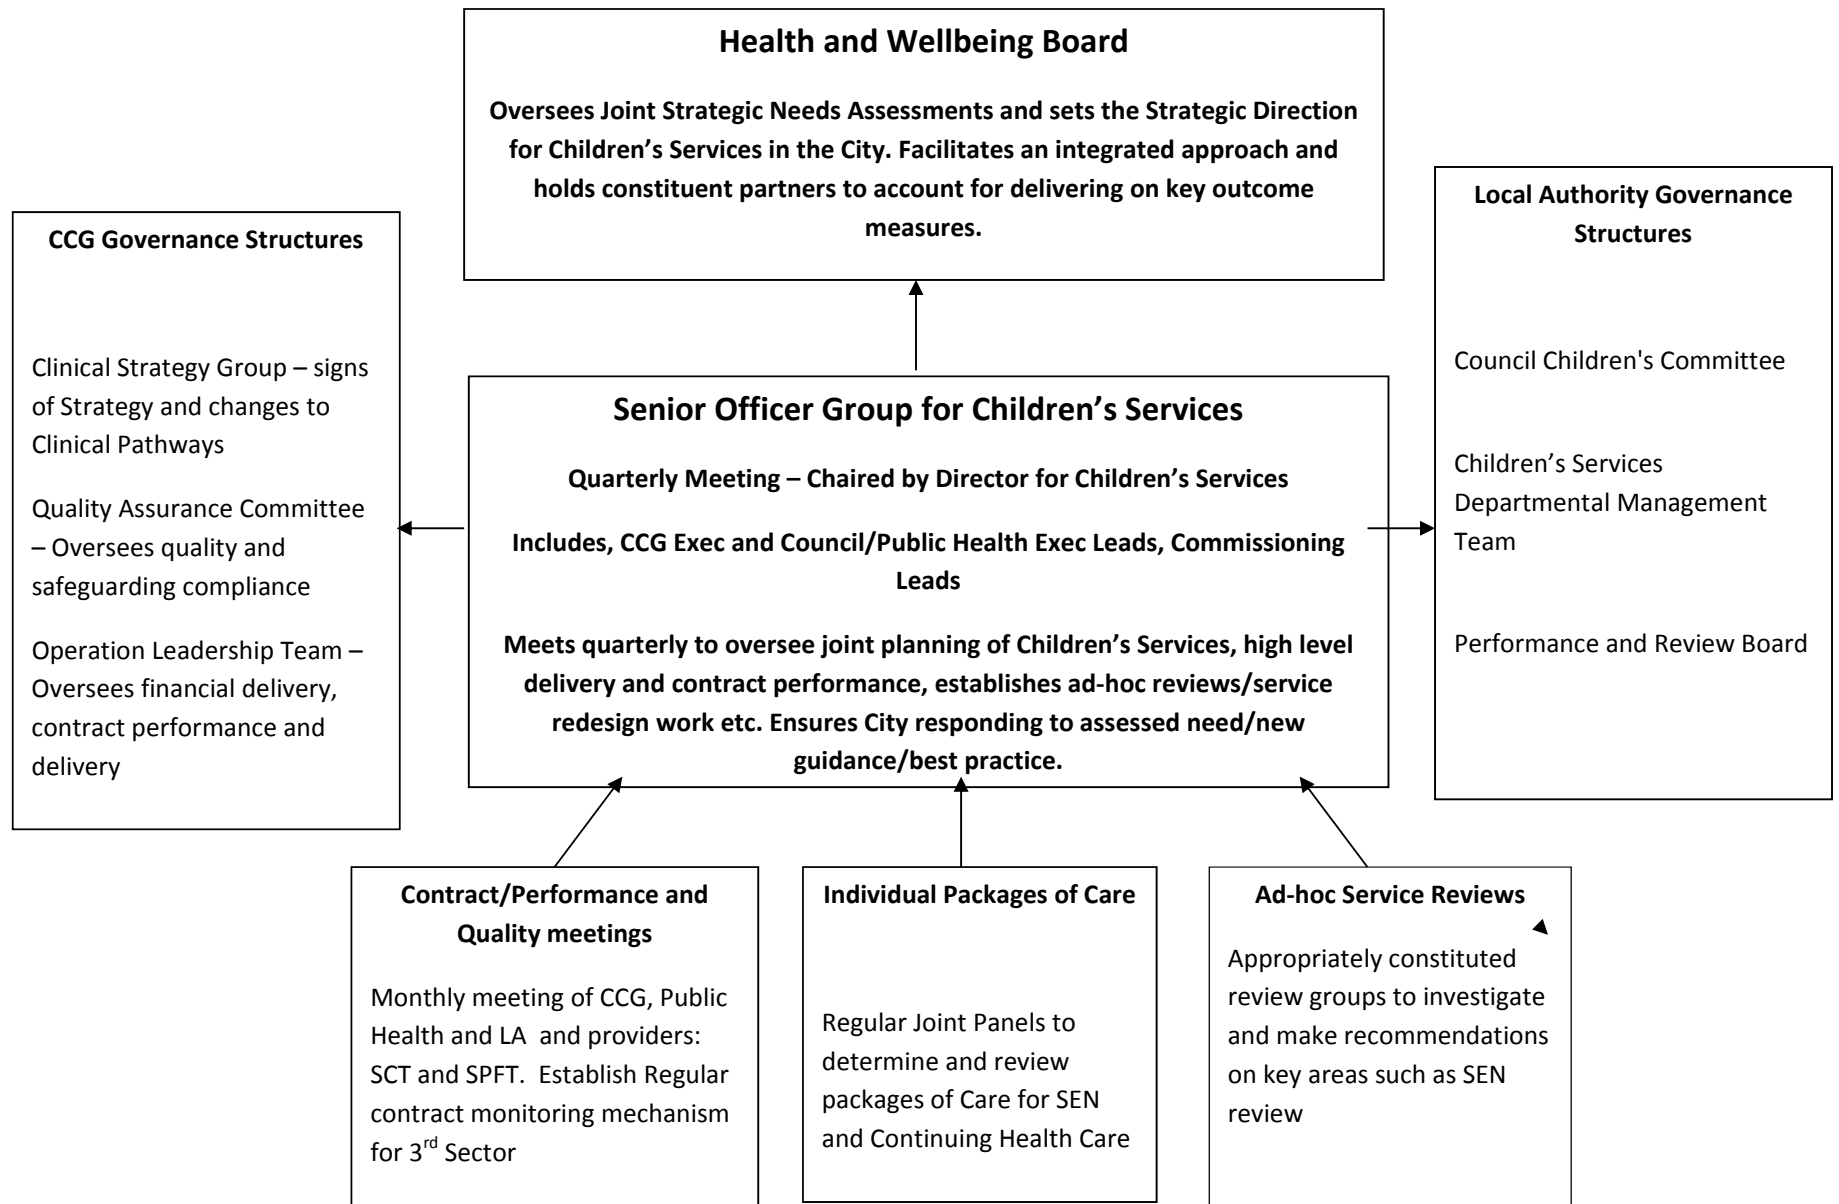 Health and Wellbeing Board
Oversees Joint Strategic Needs Assessments and sets the Strategic Direction
for Children’s Services in the City. Facilitates an integrated approach and
holds constituent partners to account for delivering on key outcome
measures.
CCG Governance Structures
Clinical Strategy Group – signs
of Strategy and changes to
Clinical Pathways
Quality Assurance Committee
– Oversees quality and
safeguarding compliance
Operation Leadership Team –
Oversees financial delivery,
contract performance and
delivery
Senior Officer Group for Children’s Services
Quarterly Meeting – Chaired by Director for Children’s Services
Includes, CCG Exec and Council/Public Health Exec Leads, Commissioning
Leads
Meets quarterly to oversee joint planning of Children’s Services, high level
delivery and contract performance, establishes ad-hoc reviews/service
redesign work etc. Ensures City responding to assessed need/new
guidance/best practice.
Local Authority Governance
Structures
Council Children's Committee
Children’s Services
Departmental Management
Team
Performance and Review Board
Contract/Performance and
Quality meetings
Monthly meeting of CCG, Public
Health and LA  and providers:
SCT and SPFT.  Establish Regular
contract monitoring mechanism
for 3rd Sector
Individual Packages of Care
Regular Joint Panels to
determine and review
packages of Care for SEN
and Continuing Health Care
Ad-hoc Service Reviews
Appropriately constituted
review groups to investigate
and make recommendations
on key areas such as SEN
review